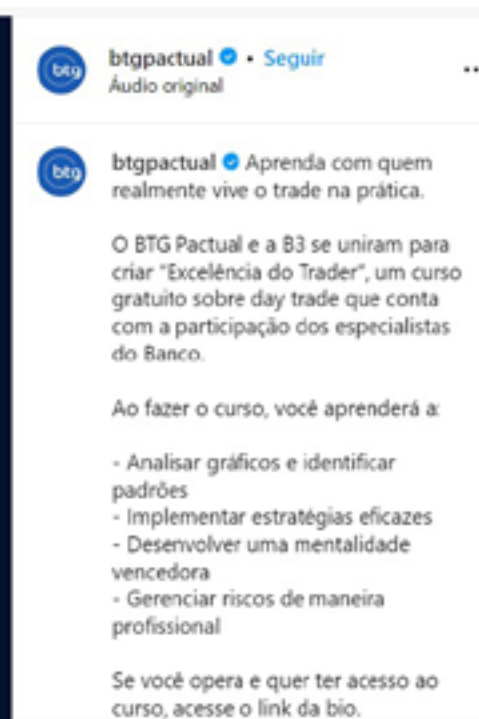 btg
btgpactual • Seguir
Áudio original
btg
btgpactual Aprenda com quem
realmente vive o trade na prática.
O BTG Pactual e a B3 se uniram para
criar "Excelência do Trader", um curso
gratuito sobre day trade que conta
com a participação dos especialistas
do Banco.
Ao fazer o curso, você aprenderá a:
- Analisar gráficos e identificar
padrões
- Implementar estratégias eficazes
- Desenvolver uma mentalidade
vencedora
- Gerenciar riscos de maneira
profissional
Se você opera e quer ter acesso ao
curso, acesse o link da bio.